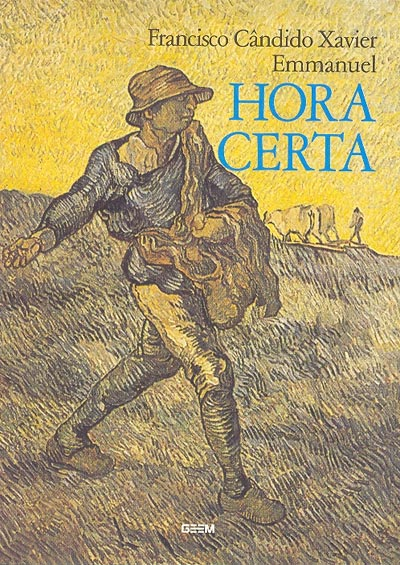 Francisco Cândido Xavier
Emmanuel
HORA
CERTA
GEEM